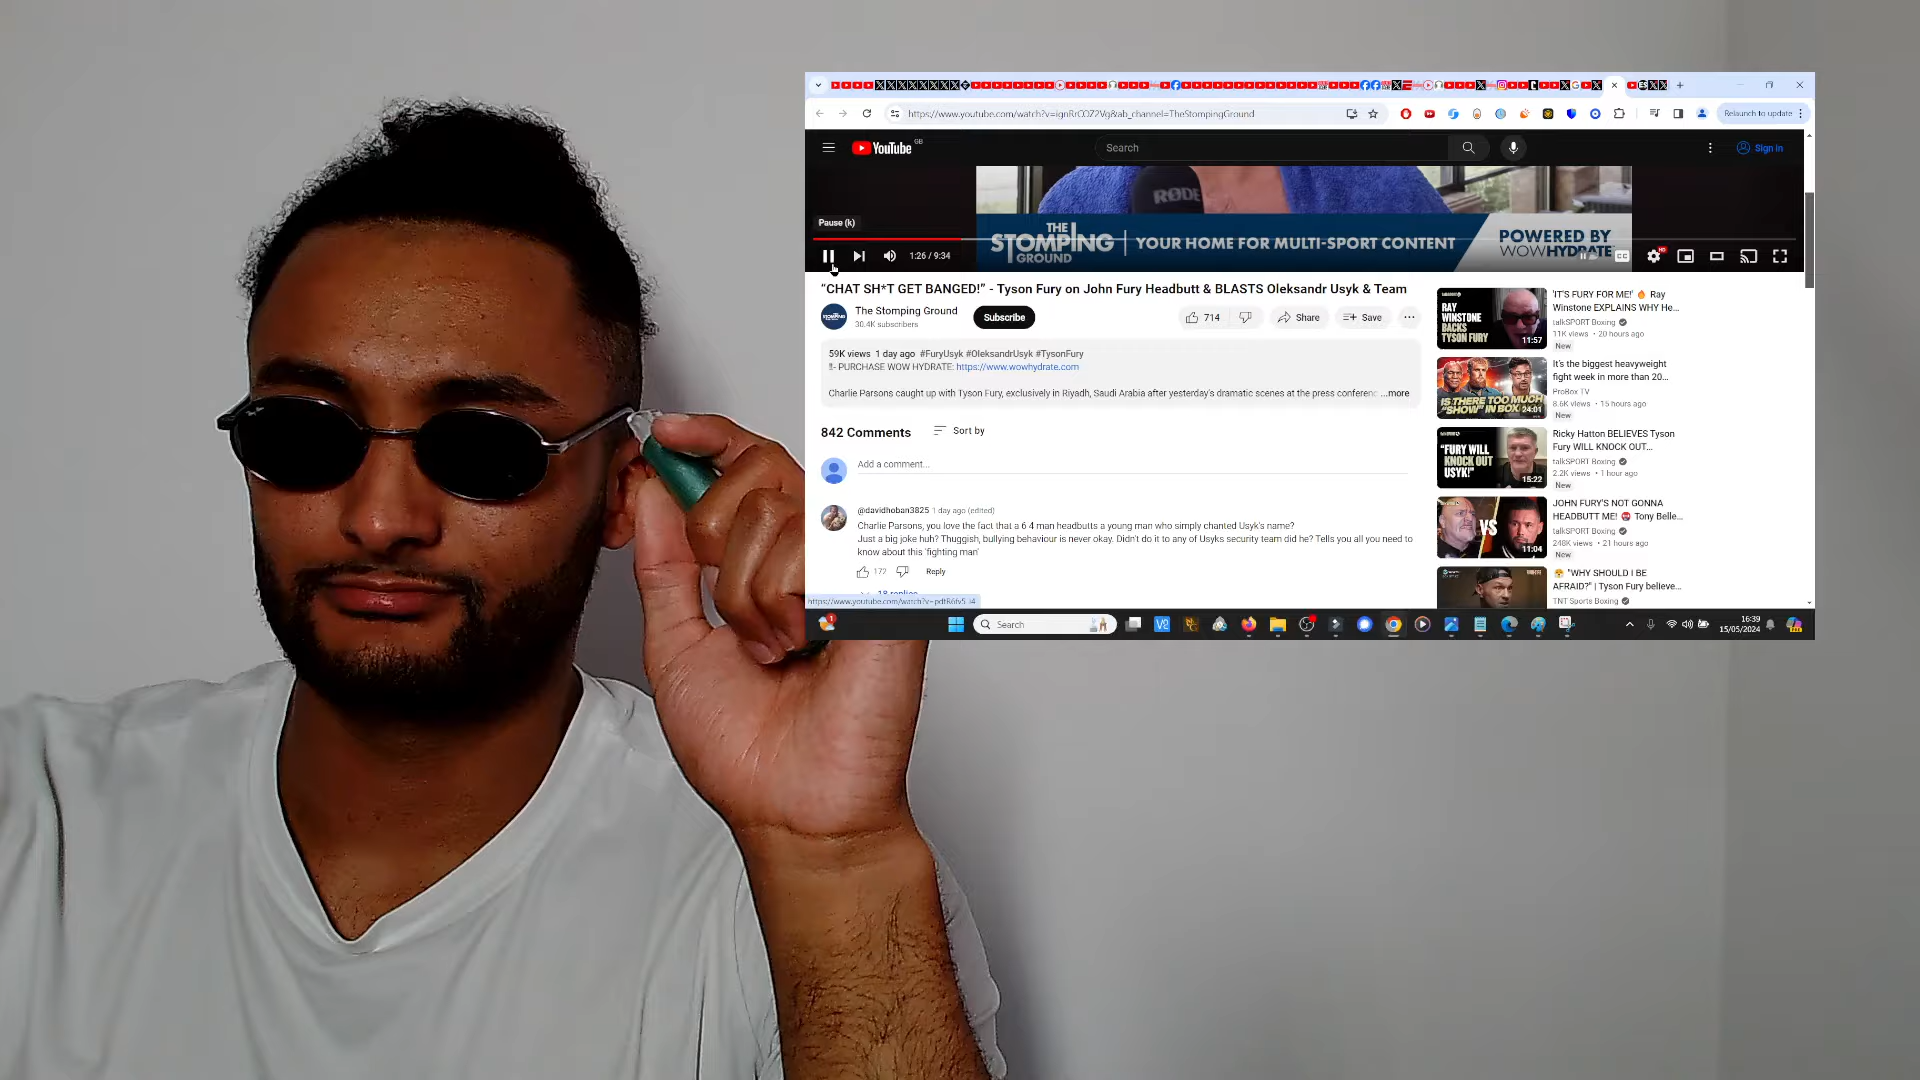 https://www.youtube.com/watch?v=ignRrCOZ2Vg&ab_channel=TheStompingGround
Relaunch to update
YouTube GB
Search
Sign in
RØDE
Pause (k)
THE STOMPING GROUND
YOUR HOME FOR MULTI-SPORT CONTENT
POWERED BY WOWHYDRATE
1:26 / 9:34
"CHAT SH*T GET BANGED!" - Tyson Fury on John Fury Headbutt & BLASTS Oleksandr Usyk & Team
The Stomping Ground
30.4K subscribers
Subscribe
714
Share
Save
59K views 1 day ago #FuryUsyk #OleksandrUsyk #TysonFury
‼️- PURCHASE WOW HYDRATE: https://www.wowhydrate.com
Charlie Parsons caught up with Tyson Fury, exclusively in Riyadh, Saudi Arabia after yesterday's dramatic scenes at the press conferenc ...more
842 Comments
Sort by
Add a comment...
@davidhoban3825 1 day ago (edited)
Charlie Parsons, you love the fact that a 6 4 man headbutts a young man who simply chanted Usyk's name?
Just a big joke huh? Thuggish, bullying behaviour is never okay. Didn't do it to any of Usyks security team did he? Tells you all you need to
know about this 'fighting man'
172
Reply
18 replies
RAY
WINSTONE
BACKS
TYSON FURY
11:57
'IT'S FURY FOR ME!' 🔥 Ray
Winstone EXPLAINS WHY He...
talkSPORT Boxing
11K views • 20 hours ago
New
IS THERE TOO MUCH
"SHOW" IN BOX
24:01
It's the biggest heavyweight
fight week in more than 20...
ProBox TV
8.6K views • 15 hours ago
New
"FURY WILL
KNOCK OUT
USYK!"
15:22
Ricky Hatton BELIEVES Tyson
Fury WILL KNOCK OUT...
talkSPORT Boxing
2.2K views • 1 hour ago
New
VS
11:04
JOHN FURY'S NOT GONNA
HEADBUTT ME! 😡 Tony Belle...
talkSPORT Boxing
248K views • 21 hours ago
New
😤 "WHY SHOULD I BE
AFRAID?" | Tyson Fury believe...
TNT Sports Boxing
Search
16:39
15/05/2024